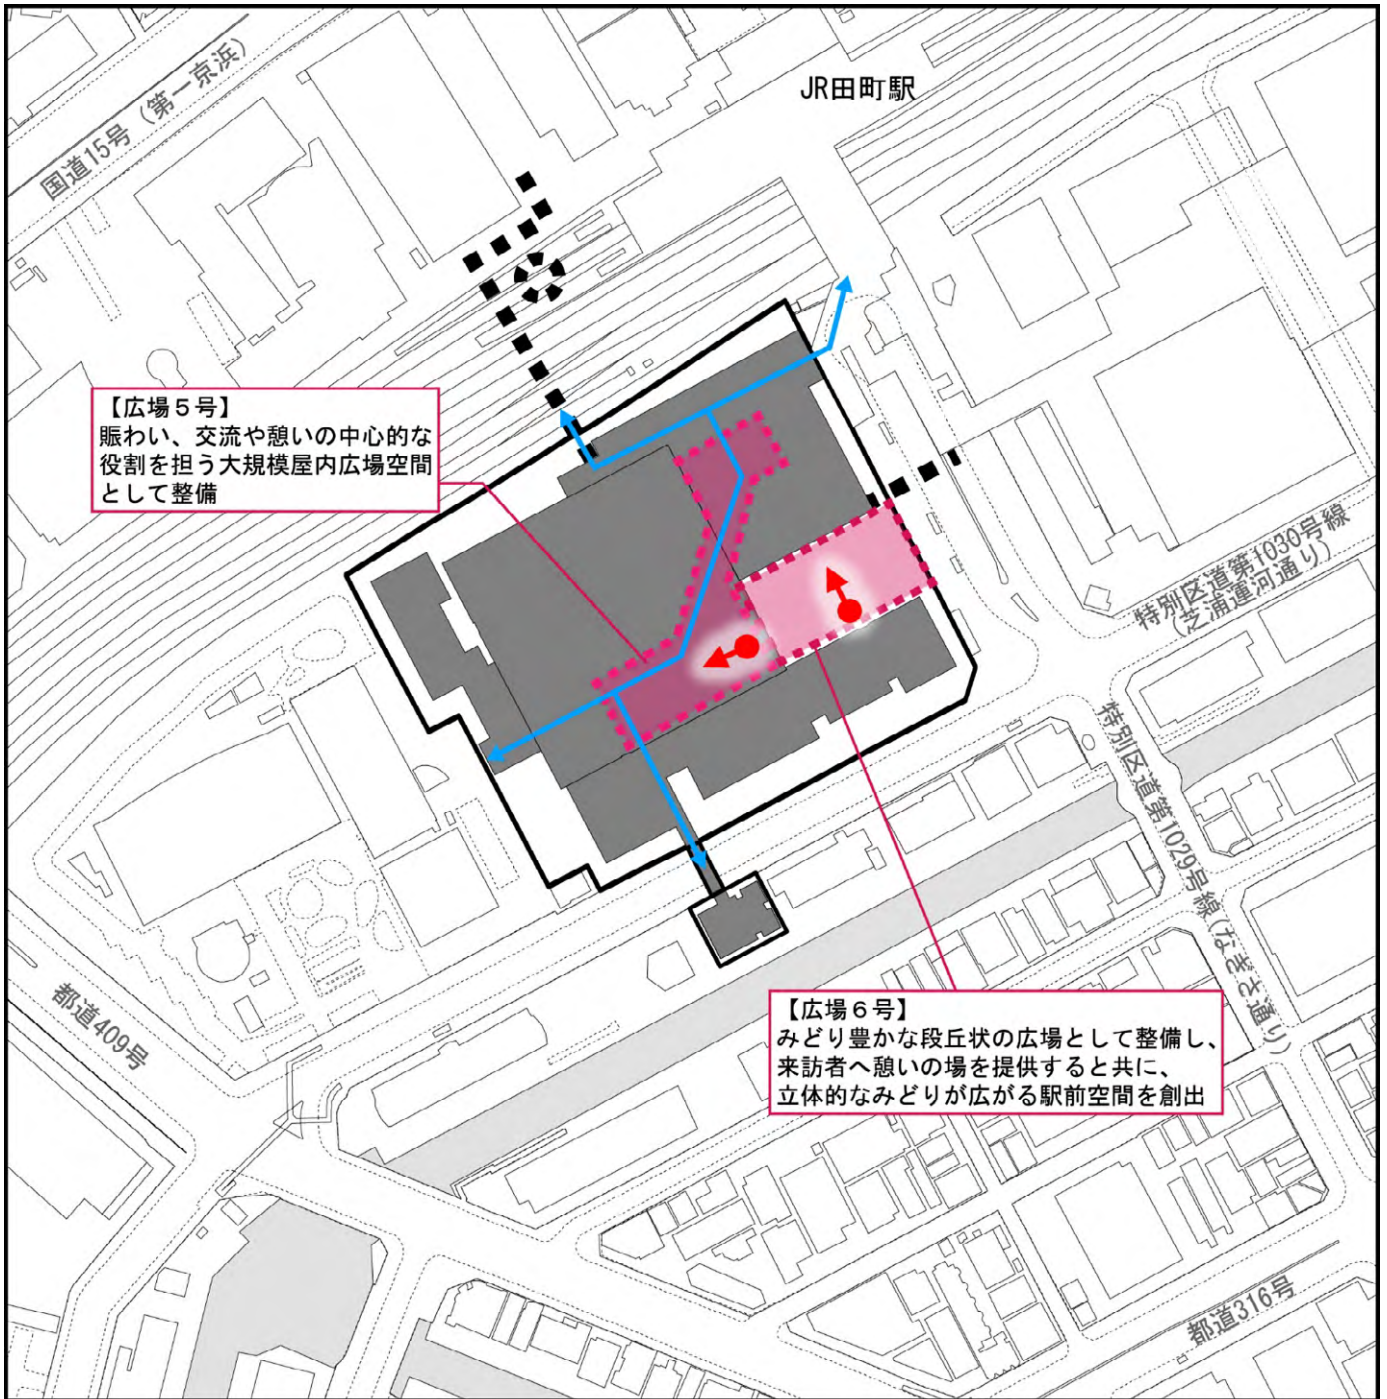 JR田町駅
国道15号（第一京浜）
【広場５号】
賑わい、交流や憩いの中心的な
役割を担う大規模屋内広場空間
として整備
特別区道第1030号線
（芝浦運河通り）
特別区道第1029号線（なぎさ通り）
都道409号
【広場６号】
みどり豊かな段丘状の広場として整備し、
来訪者へ憩いの場を提供すると共に、
立体的なみどりが広がる駅前空間を創出
都道316号